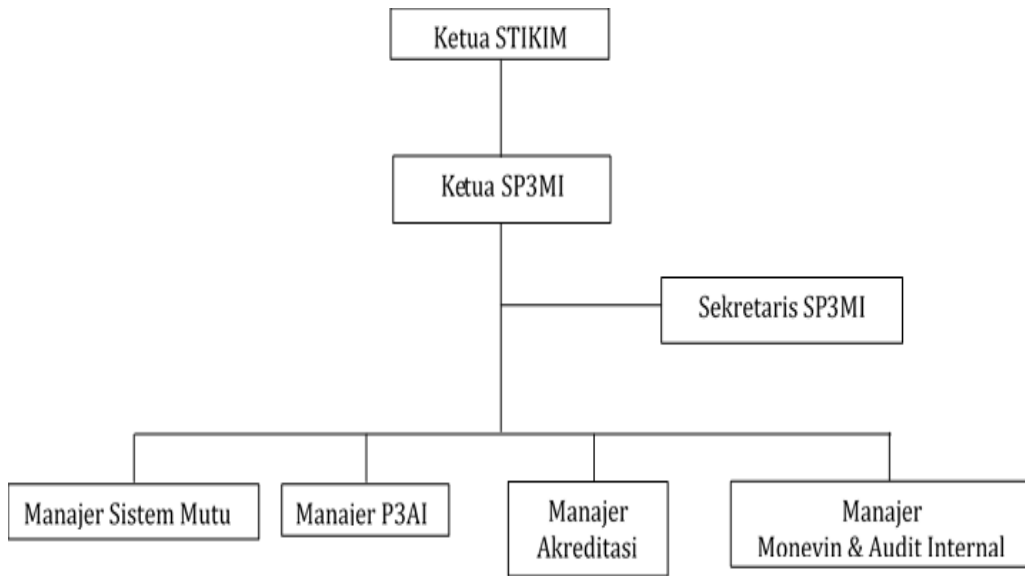 Ketua STIKIM
Ketua SP3MI
Sekretaris SP3MI
Manajer Sistem Mutu
Manajer P3AI
Manajer
Akreditasi
Manajer
Monevin & Audit Internal